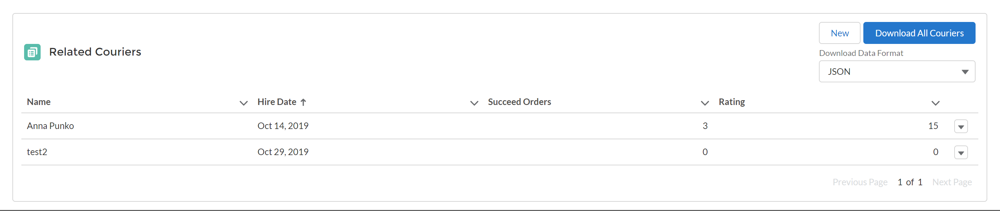 New Download All Couriers
Related Couriers
Download Data Format
JSON
Name Hire Date Succeed Orders Rating
Anna Punko Oct 14, 2019 3 15
test2 Oct 29, 2019 0 0
Previous Page 1 of 1 Next Page